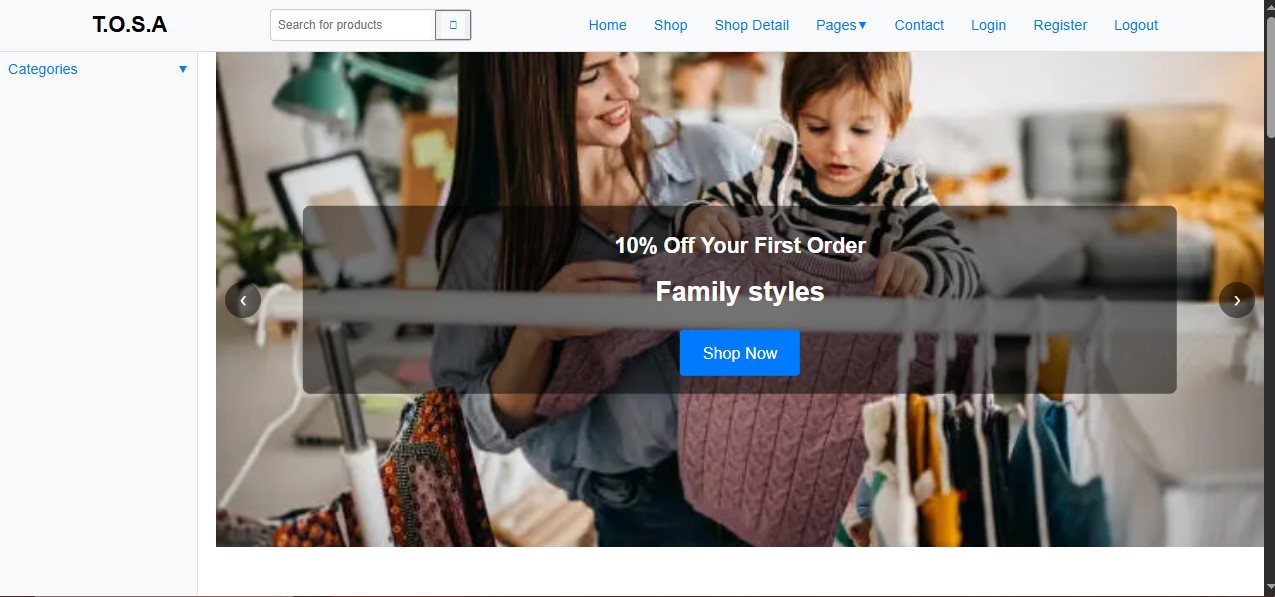 T.O.S.A
Search for products
Home Shop Shop Detail Pages▼ Contact Login Register Logout
Categories ▼
10% Off Your First Order
Family styles
‹ ›
Shop Now